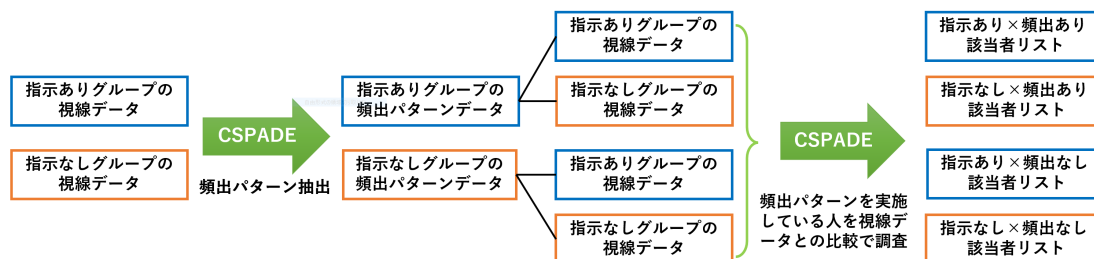 指示ありグループの
視線データ
指示なしグループの
視線データ
CSPADE
頻出パターン抽出
指示ありグループの
頻出パターンデータ
指示なしグループの
頻出パターンデータ
指示ありグループの
視線データ
指示なしグループの
視線データ
指示ありグループの
視線データ
指示なしグループの
視線データ
CSPADE
頻出パターンを実施
している人を視線デ
ータとの比較で調査
指示あり×頻出あり
該当者リスト
指示なし×頻出あり
該当者リスト
指示あり×頻出なし
該当者リスト
指示なし×頻出なし
該当者リスト